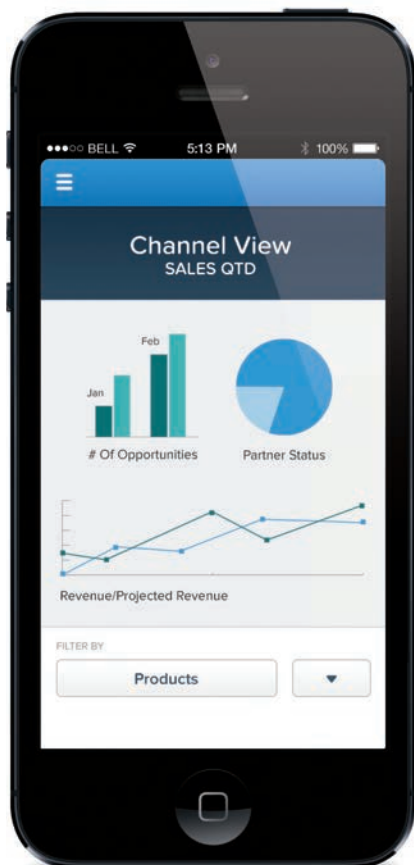 BELL 5:13 PM 100%
Channel View
SALES QTD
Feb
Jan
# Of Opportunities Partner Status
Revenue/Projected Revenue
FILTER BY
Products